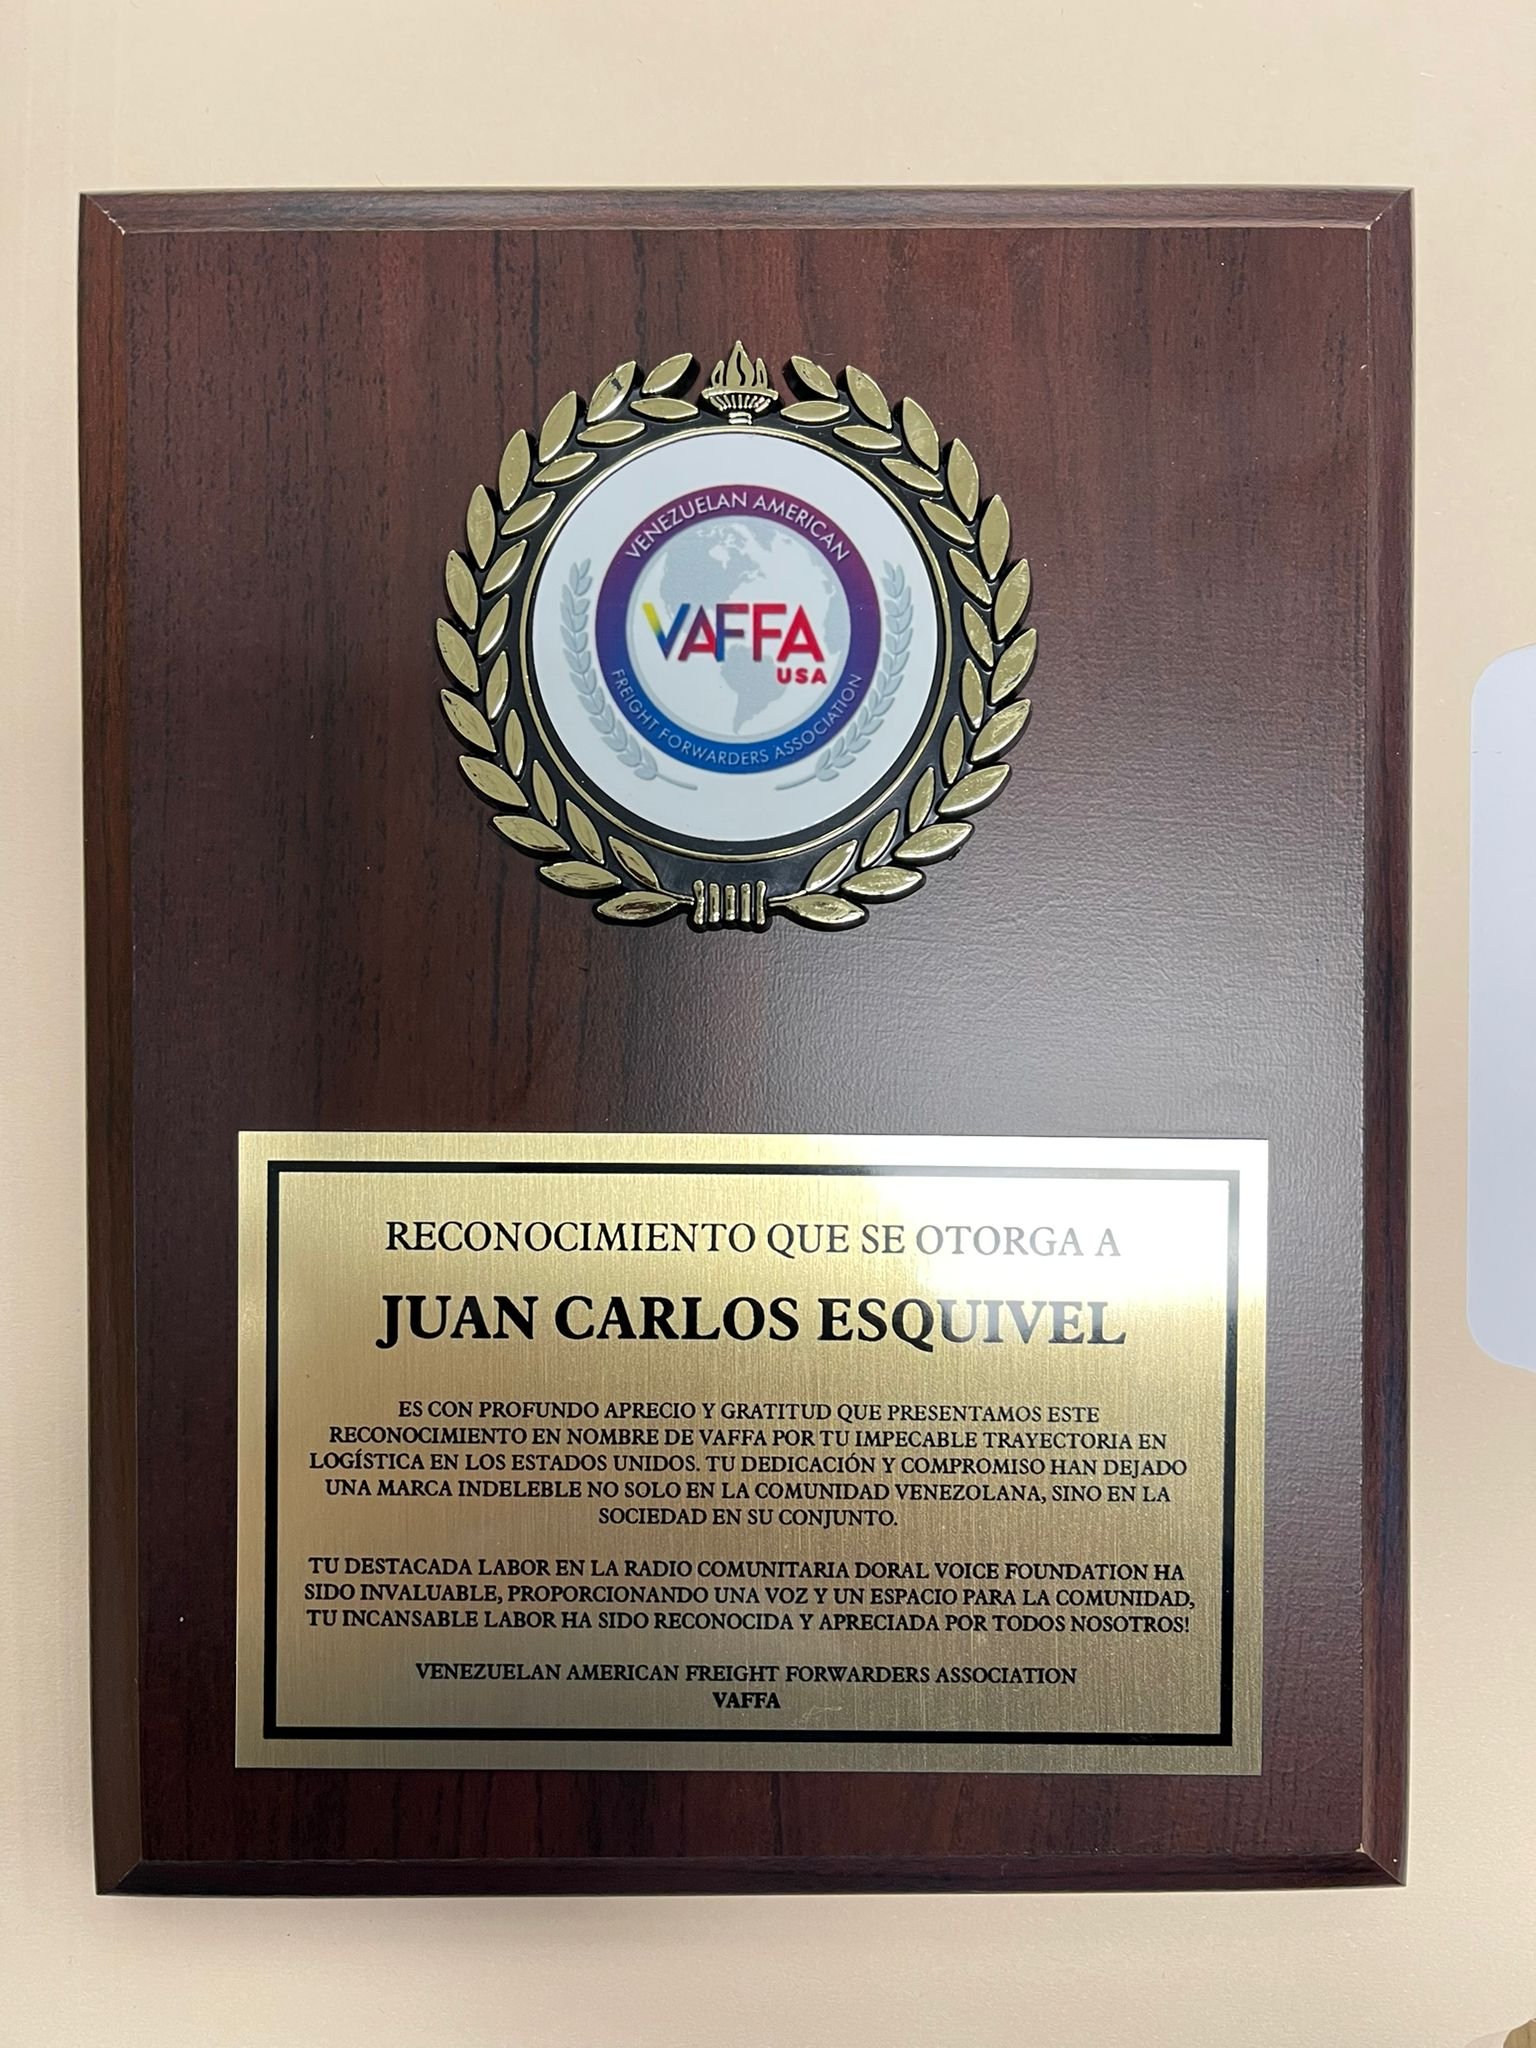 VENEZUELAN AMERICAN
VAFFA
USA
FREIGHT FORWARDERS ASSOCIATION
RECONOCIMIENTO QUE SE OTORGA A
JUAN CARLOS ESQUIVEL
ES CON PROFUNDO APRECIO Y GRATITUD QUE PRESENTAMOS ESTE
RECONOCIMIENTO EN NOMBRE DE VAFFA POR TU IMPECABLE TRAYECTORIA EN
LOGÍSTICA EN LOS ESTADOS UNIDOS. TU DEDICACIÓN Y COMPROMISO HAN DEJADO
UNA MARCA INDELEBLE NO SOLO EN LA COMUNIDAD VENEZOLANA, SINO EN LA
SOCIEDAD EN SU CONJUNTO.
TU DESTACADA LABOR EN LA RADIO COMUNITARIA DORAL VOICE FOUNDATION HA
SIDO INVALUABLE, PROPORCIONANDO UNA VOZ Y UN ESPACIO PARA LA COMUNIDAD,
TU INCANSABLE LABOR HA SIDO RECONOCIDA Y APRECIADA POR TODOS NOSOTROS!
VENEZUELAN AMERICAN FREIGHT FORWARDERS ASSOCIATION
VAFFA